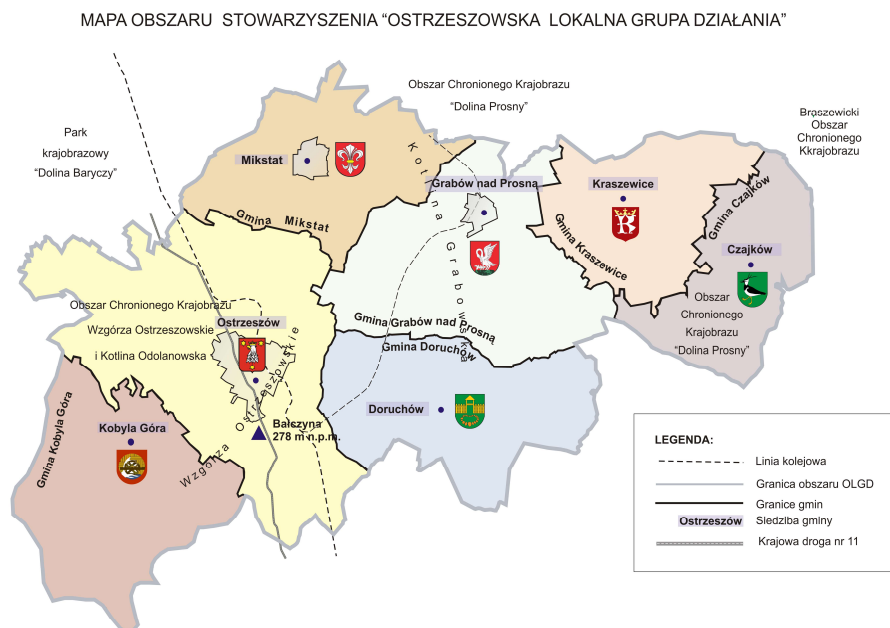 MAPA OBSZARU STOWARZYSZENIA “OSTRZESZOWSKA LOKALNA GRUPA DZIAŁANIA”
Obszar Chronionego Krajobrazu
“Dolina Prosny”
Braszowicki
Obszar
Chronionego
Kkrajobrazu
Park
krajobrazowy
“Dolina Baryczy”
Mikstat
Kotlina Grabowska
Grabów nad Prosną
Kraszewice
Gmina Czajków
Gmina Mikstat
Gmina Kraszewice
Czajków
Obszar Chronionego Krajobrazu
Wzgórza Ostrzeszowskie
i Kotlina Odolanowska
Ostrzeszów
Obszar
Chronionego
Krajobrazu
“Dolina Prosny”
Gmina Grabów nad Prosną
Gmina Doruchów
Wzgórza Ostrzeszowskie
Gmina Kobyla Góra
Kobyla Góra
Doruchów
Bałczyna
278 m n.p.m.
LEGENDA:
Linia kolejowa
Granica obszaru OLGD
Granice gmin
Ostrzeszów Siedziba gminy
Krajowa droga nr 11